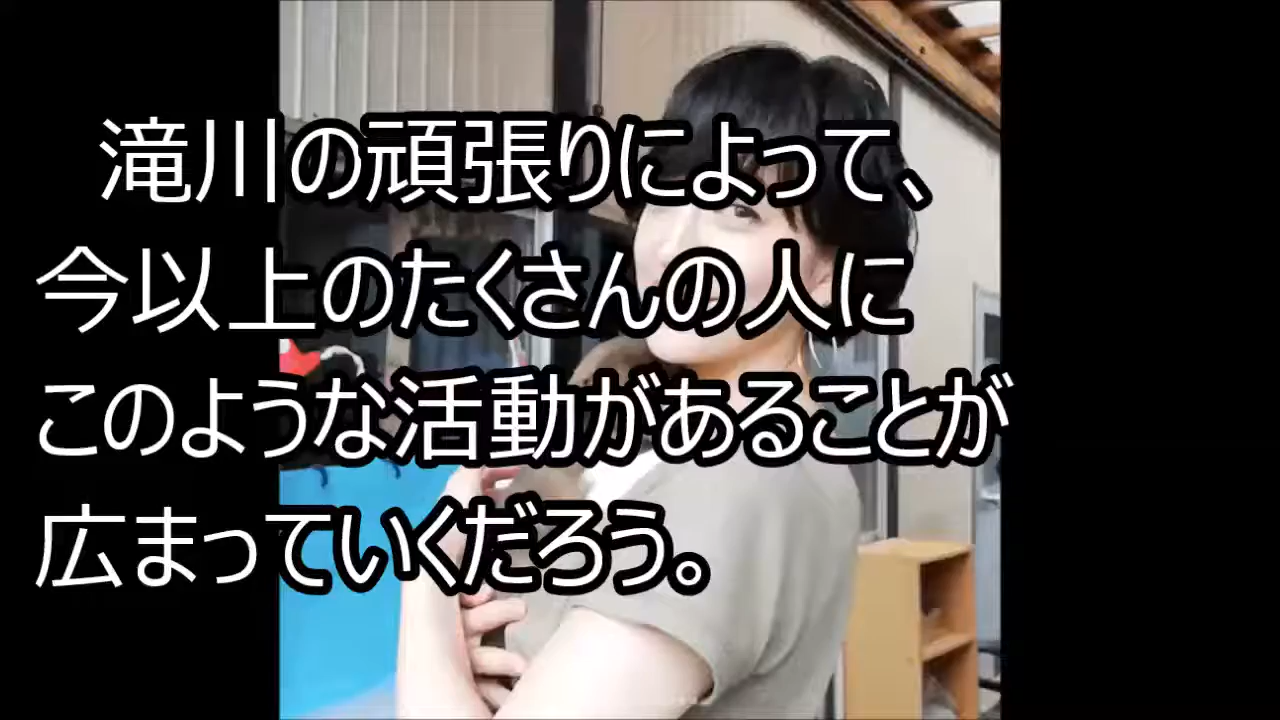 滝川の頑張りによって、
今以上のたくさんの人に
このような活動があることが
広まっていくだろう。